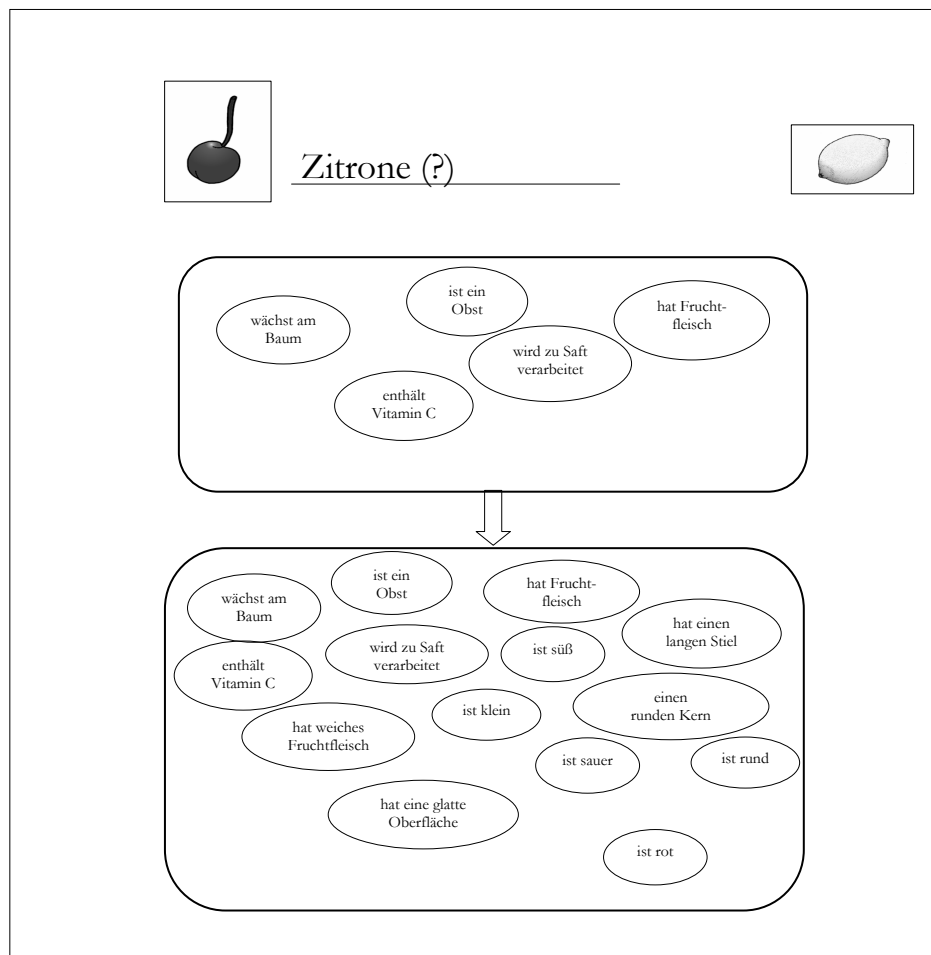 Zitrone (?)
ist ein
Obst
hat Frucht-
fleisch
wächst am
Baum
wird zu Saft
verarbeitet
enthält
Vitamin C
ist ein
Obst
hat Frucht-
fleisch
wächst am
Baum
hat einen
langen Stiel
wird zu Saft
verarbeitet
ist süß
enthält
Vitamin C
einen
runden Kern
ist klein
hat weiches
Fruchtfleisch
ist sauer
ist rund
hat eine glatte
Oberfläche
ist rot